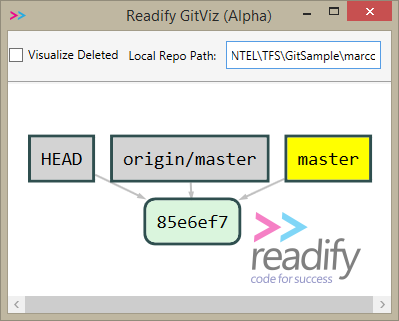 Readify GitViz (Alpha)
Visualize Deleted Local Repo Path: NTEL\TFS\GitSample\marcc
HEAD origin/master master
85e6ef7
readify
code for success